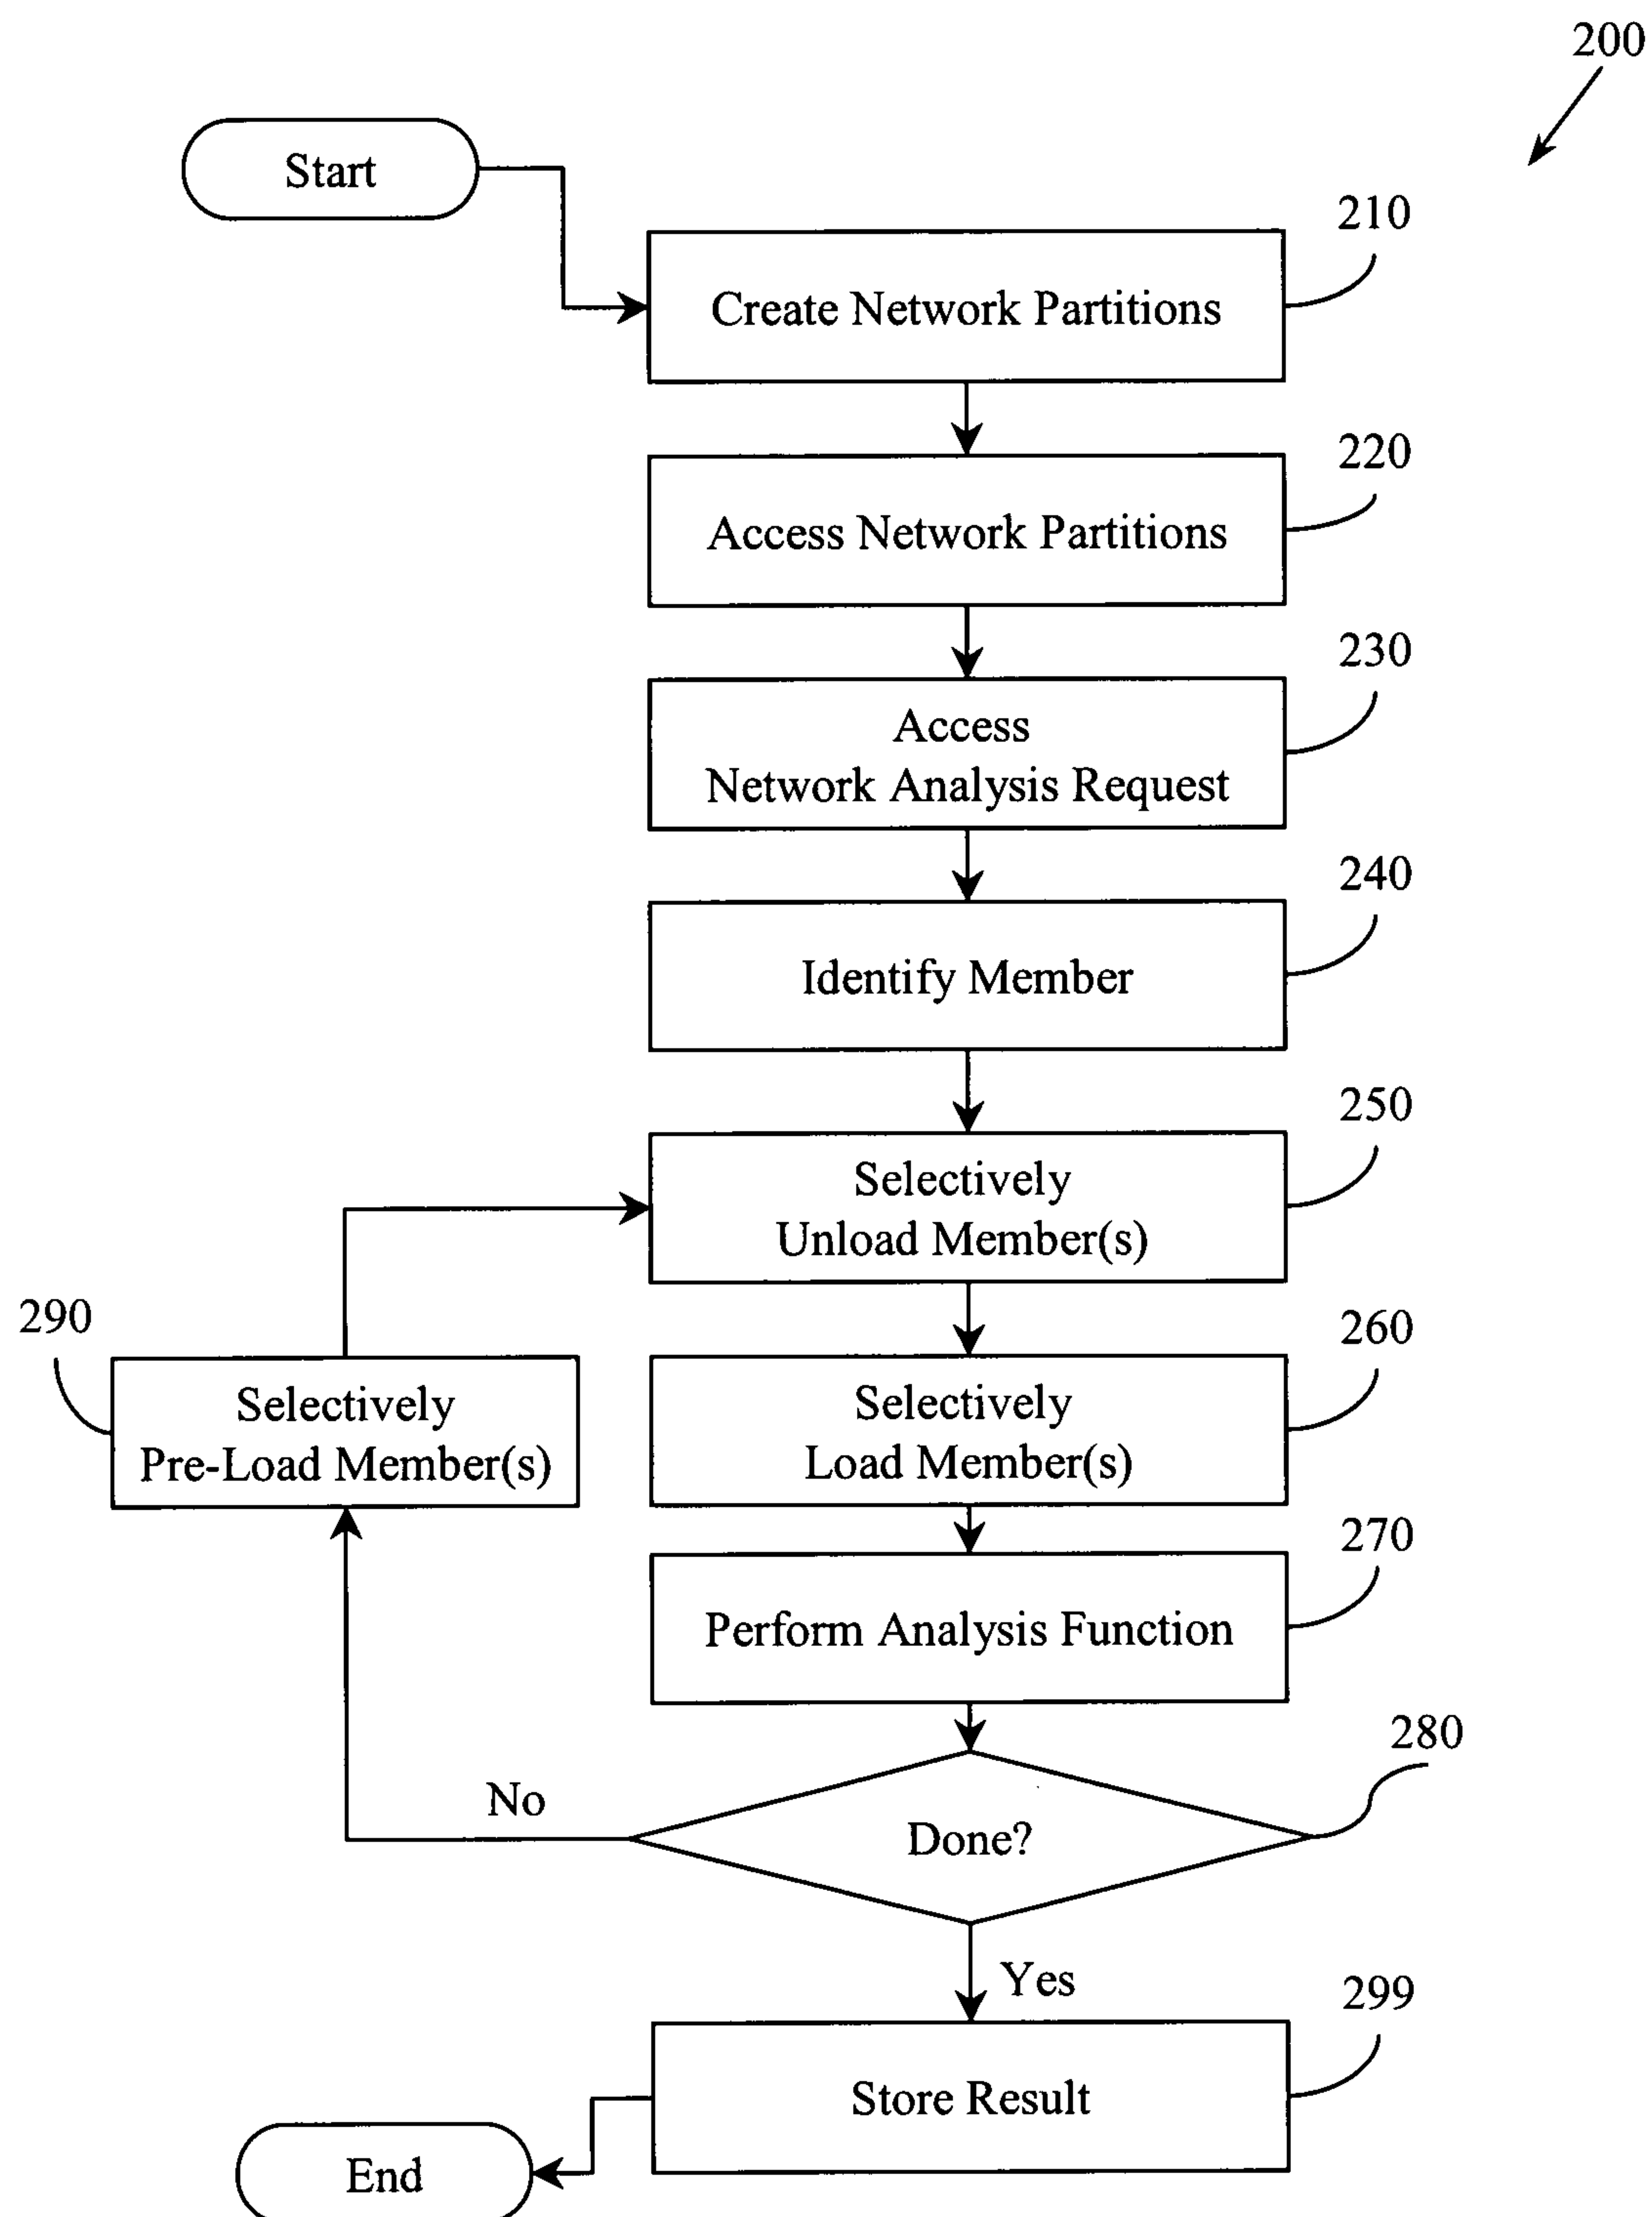 200
Start
210
Create Network Partitions
220
Access Network Partitions
230
Access
Network Analysis Request
240
Identify Member
250
Selectively
Unload Member(s)
290
Selectively
Pre-Load Member(s)
260
Selectively
Load Member(s)
270
Perform Analysis Function
280
No
Done?
Yes
299
Store Result
End